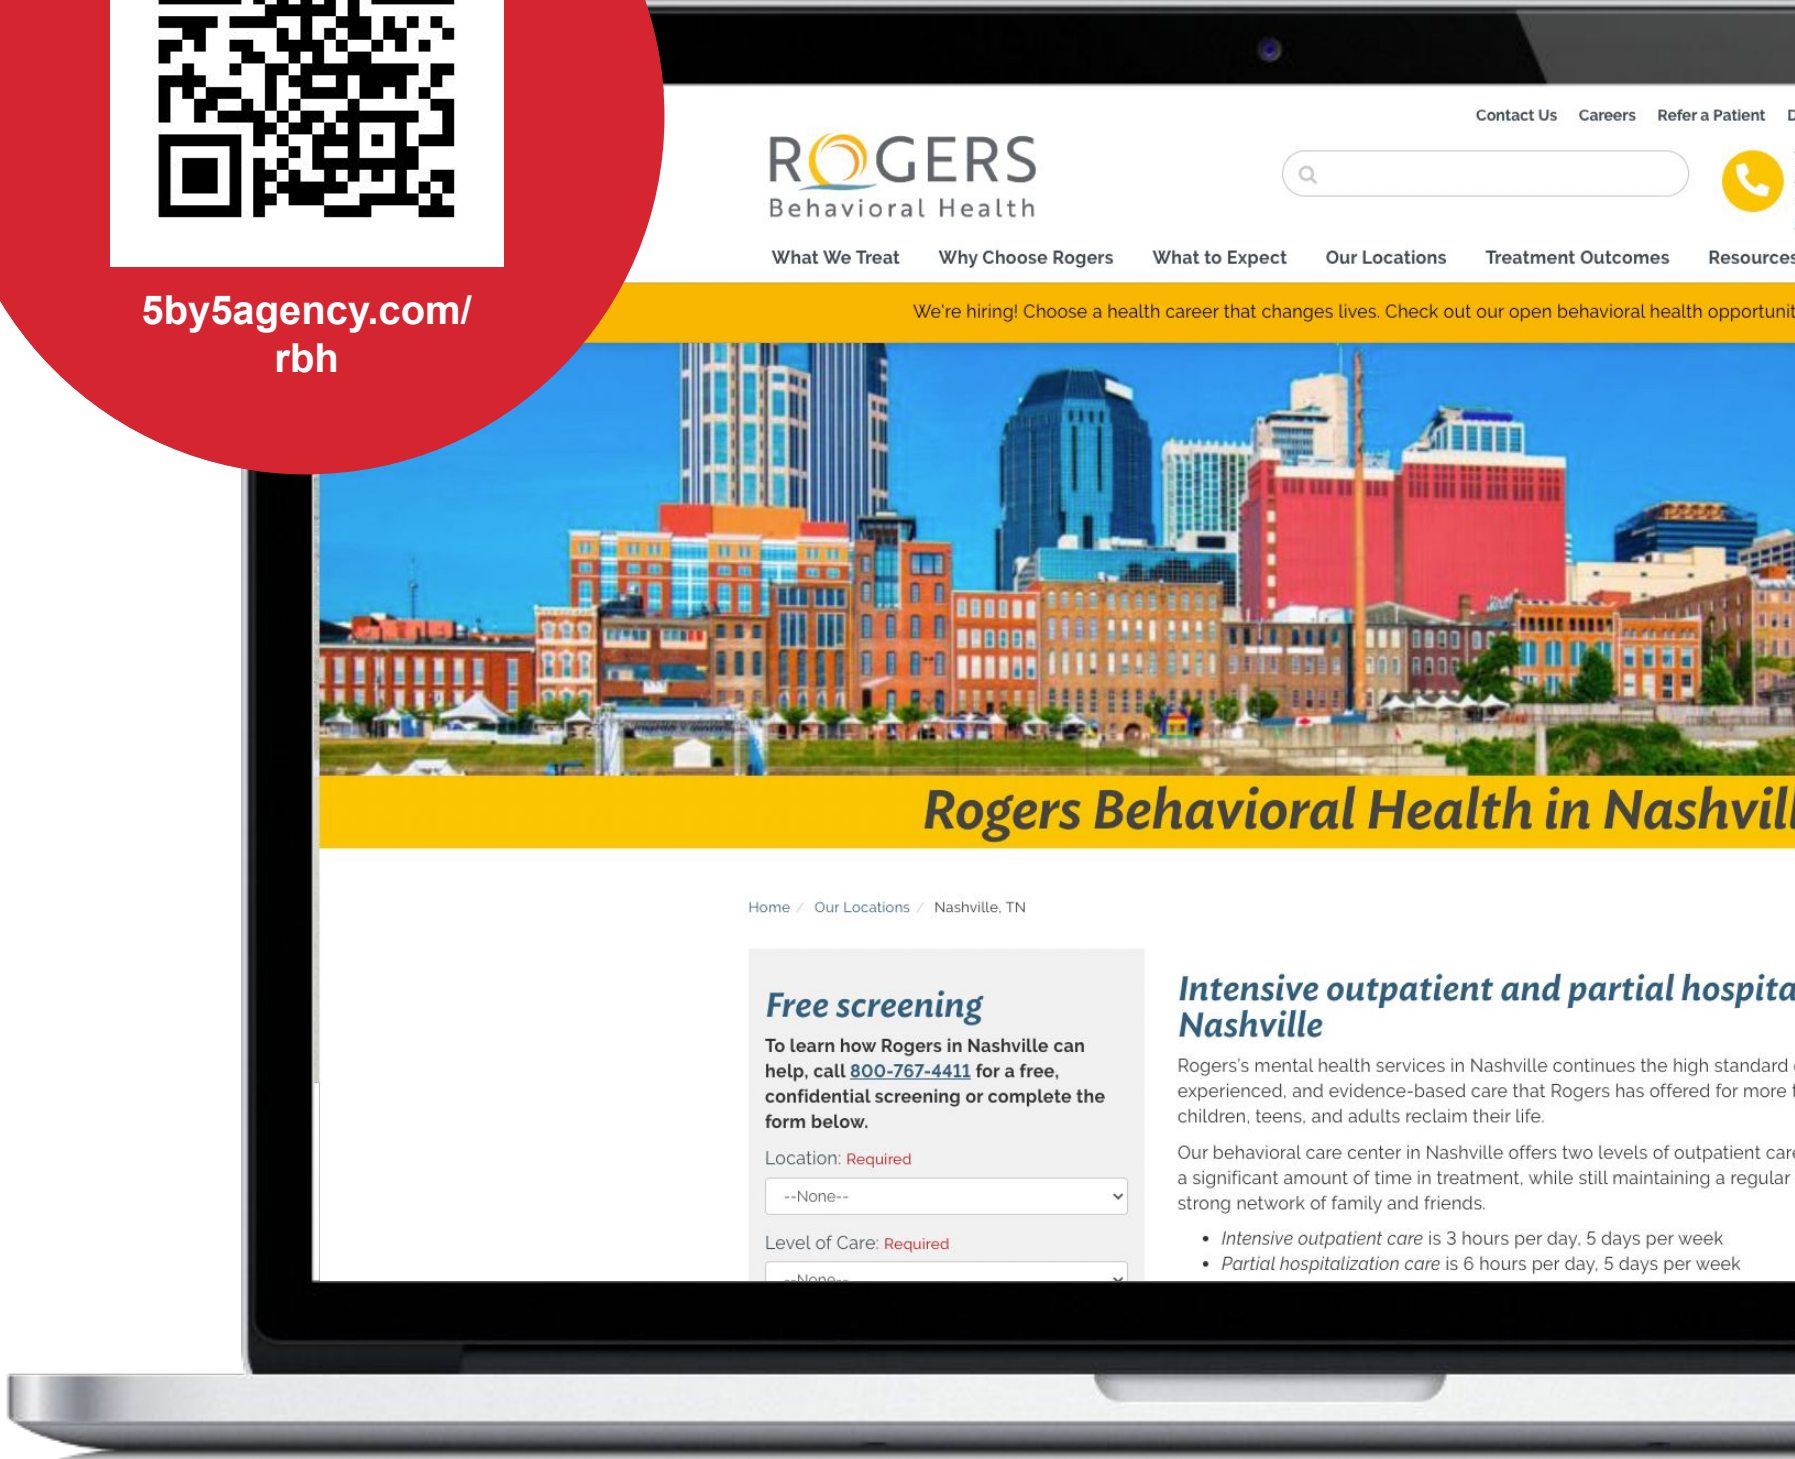 5by5agency.com/
rbh
Contact Us Careers Refer a Patient
ROGERS
Behavioral Health
What We Treat Why Choose Rogers What to Expect Our Locations Treatment Outcomes Resources
We're hiring! Choose a health career that changes lives. Check out our open behavioral health
Rogers Behavioral Health in
Home / Our Locations / Nashville, TN
Free screening
To learn how Rogers in Nashville can
help, call 800-767-4411 for a free,
confidential screening or complete the
form below.
Location: Required
--None--
Level of Care: Required
--None--
Intensive outpatient and partial
Nashville
Rogers's mental health services in Nashville continues the high standard
experienced, and evidence-based care that Rogers has offered for more
children, teens, and adults reclaim their life.
Our behavioral care center in Nashville offers two levels of outpatient care
a significant amount of time in treatment, while still maintaining a regular
strong network of family and friends.
• Intensive outpatient care is 3 hours per day, 5 days per week
• Partial hospitalization care is 6 hours per day, 5 days per week